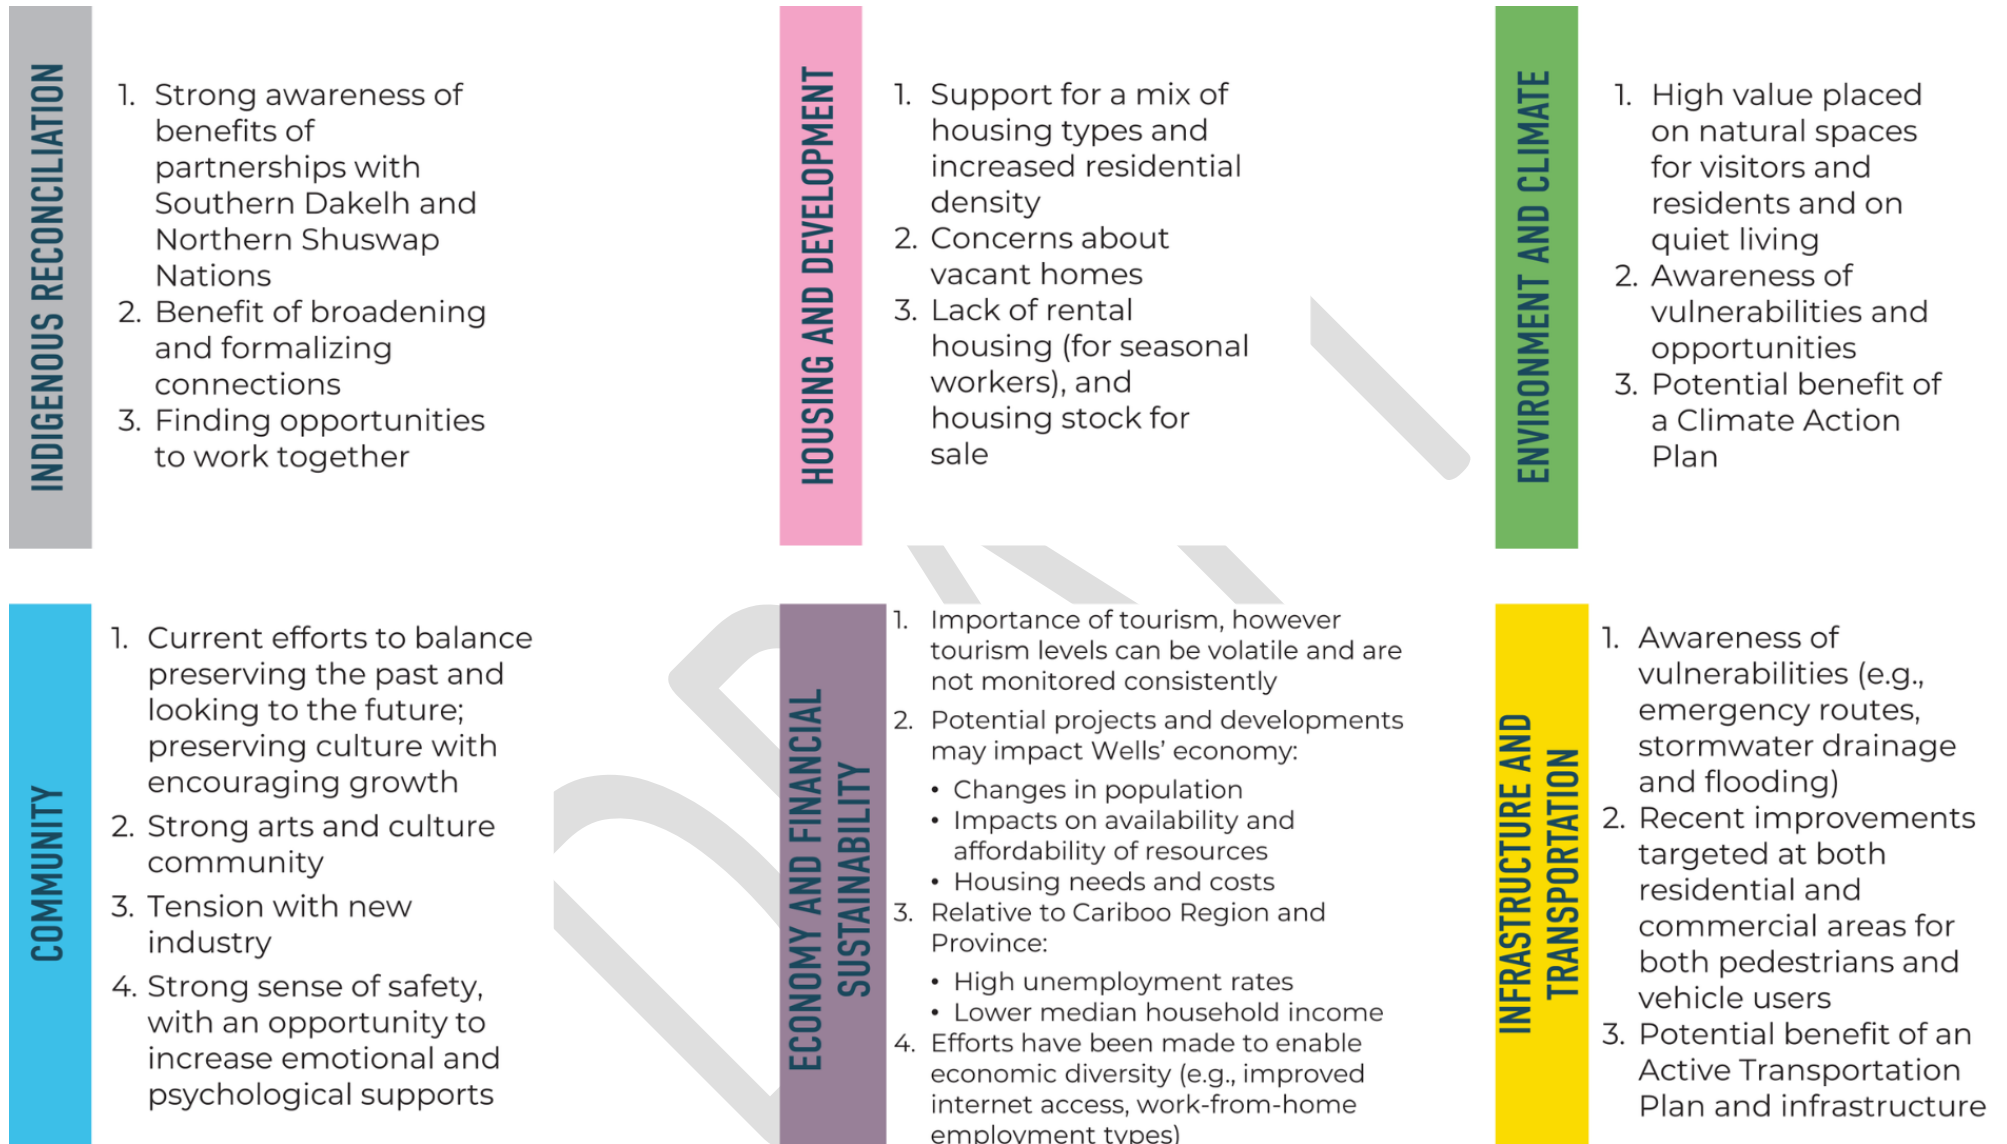 INDIGENOUS RECONCILIATION
1. Strong awareness of
benefits of
partnerships with
Southern Dakelh and
Northern Shuswap
Nations
2. Benefit of broadening
and formalizing
connections
3. Finding opportunities
to work together
HOUSING AND DEVELOPMENT
1. Support for a mix of
housing types and
increased residential
density
2. Concerns about
vacant homes
3. Lack of rental
housing (for seasonal
workers), and
housing stock for
sale
ENVIRONMENT AND CLIMATE
1. High value placed
on natural spaces
for visitors and
residents and on
quiet living
2. Awareness of
vulnerabilities and
opportunities
3. Potential benefit of
a Climate Action
Plan
COMMUNITY
1. Current efforts to balance
preserving the past and
looking to the future;
preserving culture with
encouraging growth
2. Strong arts and culture
community
3. Tension with new
industry
4. Strong sense of safety,
with an opportunity to
increase emotional and
psychological supports
ECONOMY AND FINANCIAL
SUSTAINABILITY
1. Importance of tourism, however
tourism levels can be volatile and are
not monitored consistently
2. Potential projects and developments
may impact Wells' economy:
• Changes in population
• Impacts on availability and
affordability of resources
• Housing needs and costs
3. Relative to Cariboo Region and
Province:
• High unemployment rates
• Lower median household income
4. Efforts have been made to enable
economic diversity (e.g., improved
internet access, work-from-home
employment types)
INFRASTRUCTURE AND
TRANSPORTATION
1. Awareness of
vulnerabilities (e.g.,
emergency routes,
stormwater drainage
and flooding)
2. Recent improvements
targeted at both
residential and
commercial areas for
both pedestrians and
vehicle users
3. Potential benefit of an
Active Transportation
Plan and infrastructure